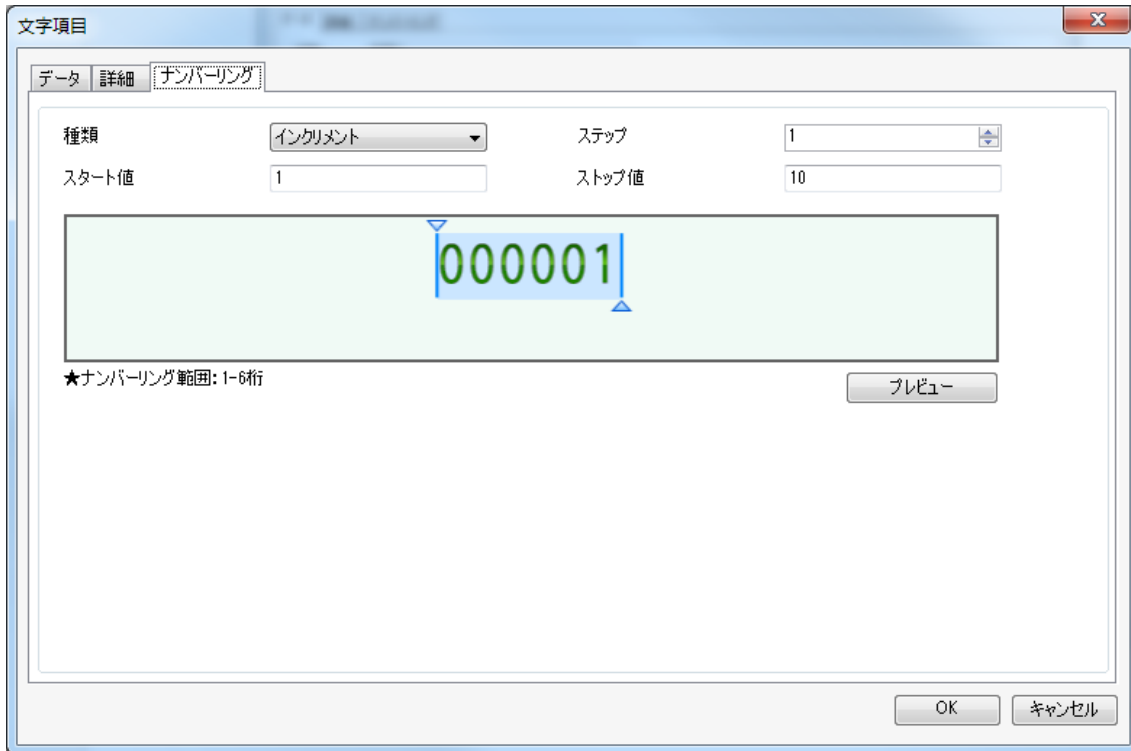 文字項目
データ 詳細 ナンバーリング
種類 インクリメント ステップ 1
スタート値 1 ストップ値 10
000001
★ナンバーリング範囲: 1-6桁
プレビュー
OK キャンセル